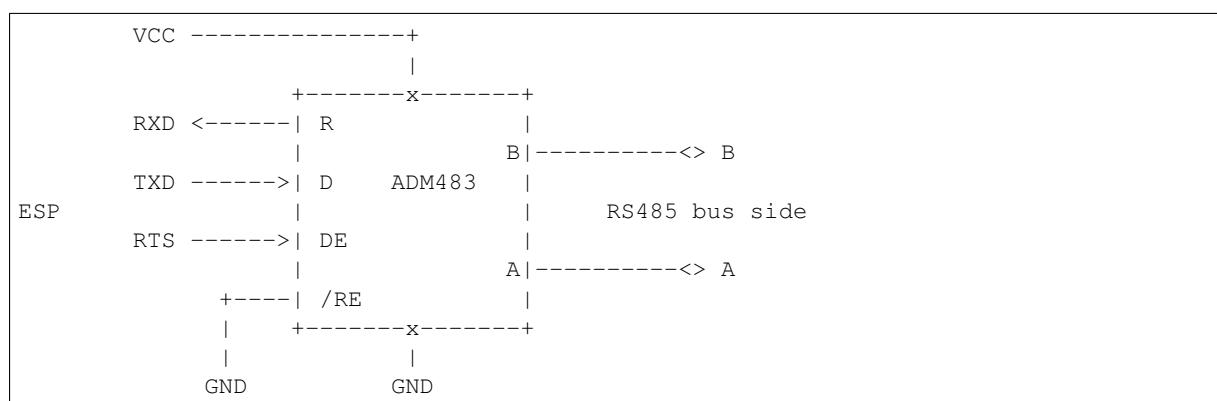 VCC ---------------+
|
+-------x-------+
RXD <------| R |
| B|----------<> B
TXD ------>| D ADM483 |
ESP | | RS485 bus side
RTS ------>| DE |
| A|----------<> A
+----| /RE |
| +-------x-------+
| |
GND GND